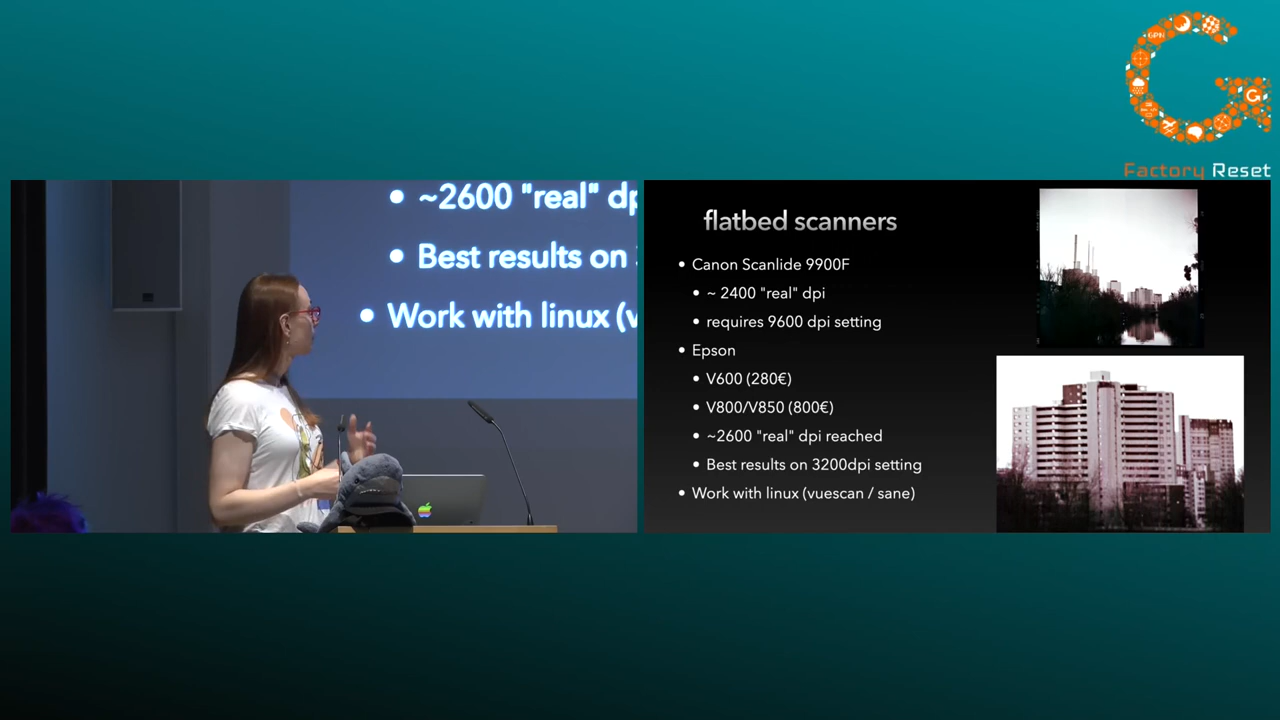 GPN
Factory Reset
~2600 "real" dp
Best results on 3
Work with linux (v
flatbed scanners
Canon Scanlide 9900F
~ 2400 "real" dpi
requires 9600 dpi setting
Epson
V600 (280€)
V800/V850 (800€)
~2600 "real" dpi reached
Best results on 3200dpi setting
Work with linux (vuescan / sane)